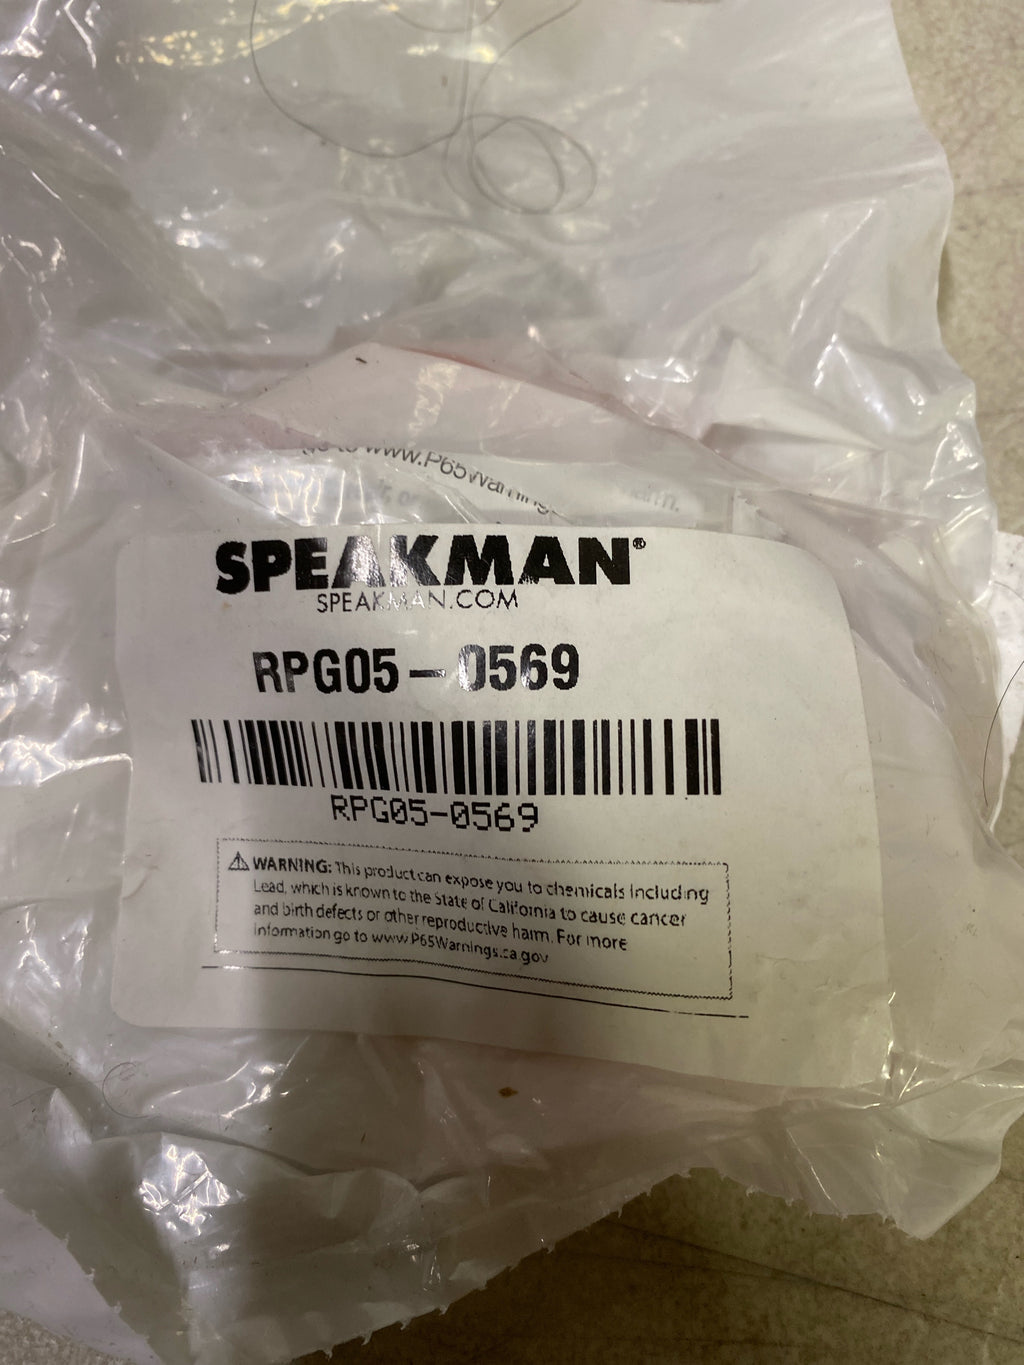 www.P65Warning
SPEAKMAN®
SPEAKMAN.COM
RPG05-0569
RPG05-0569
⚠ WARNING: This product can expose you to chemicals including
Lead, which is known to the State of California to cause cancer
and birth defects or other reproductive harm. For more
information go to www.P65Warnings.ca.gov